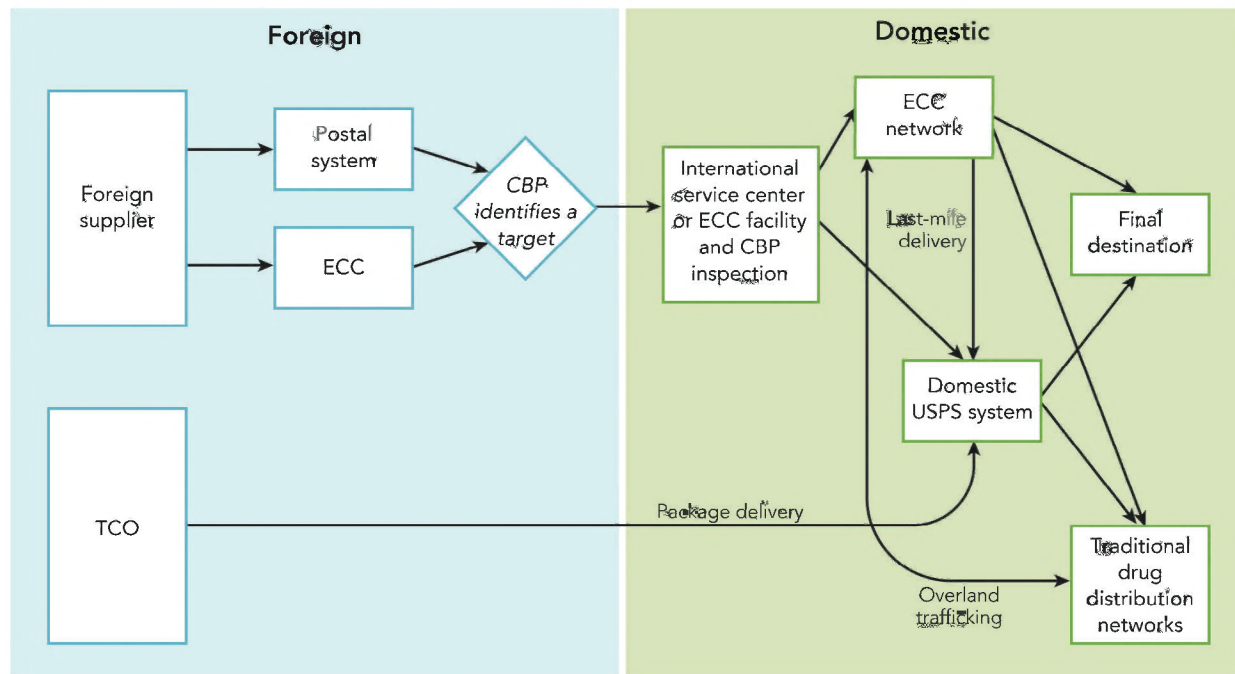 Foreign
Domestic
Foreign
supplier
Postal
system
ECC
CBP
identifies a
target
International
service center
or ECC facility
and CBP
inspection
ECC
network
Last-mile
delivery
Final
destination
Domestic
USPS system
TCO
Package delivery
Overland
trafficking
Traditional
drug
distribution
networks